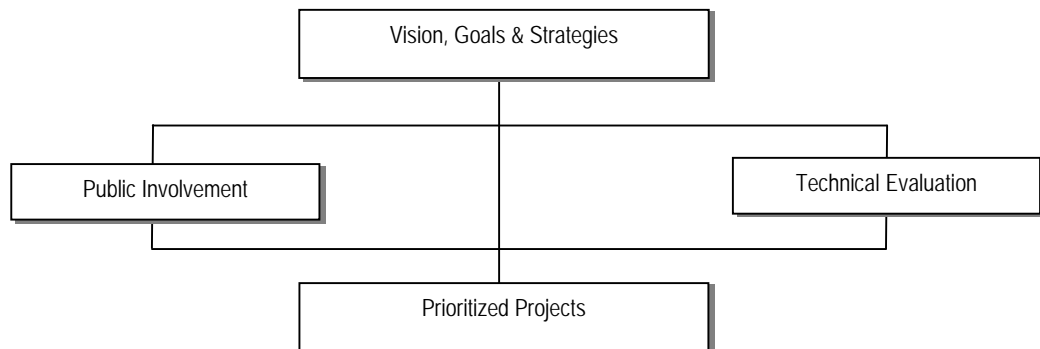 Vision, Goals & Strategies
Public Involvement
Technical Evaluation
Prioritized Projects